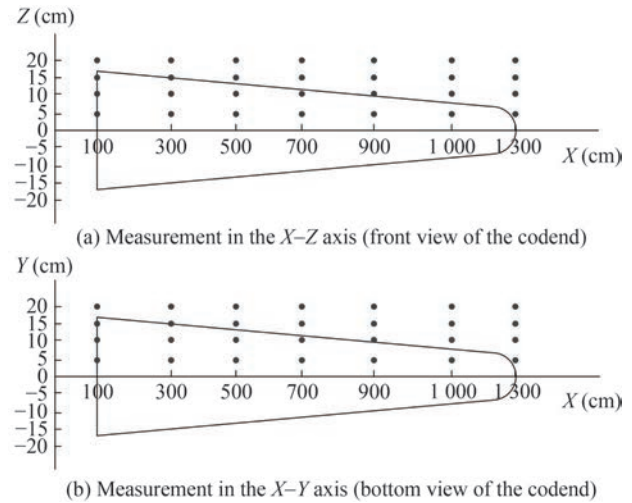 Z (cm)
20
15
10
5
0
−5
−10
−15
−20
100 300 500 700 900 1 000 1 300
X (cm)
(a) Measurement in the X–Z axis (front view of the codend)
Y (cm)
20
15
10
5
0
−5
−10
−15
−20
100 300 500 700 900 1 000 1 300
X (cm)
(b) Measurement in the X–Y axis (bottom view of the codend)